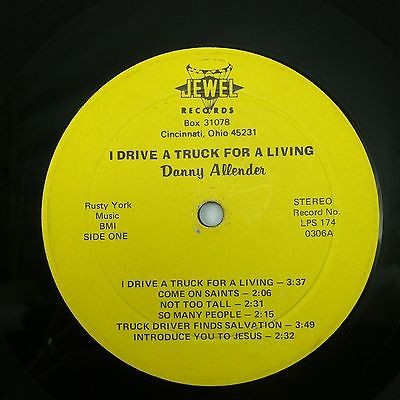 JEWEL
RECORDS
Box 31078
Cincinnati, Ohio 45231
I DRIVE A TRUCK FOR A LIVING
Danny Allender
Rusty York
Music
BMI
SIDE ONE
STEREO
Record No.
LPS 174
0306A
I DRIVE A TRUCK FOR A LIVING – 3:37
COME ON SAINTS – 2:06
NOT TOO TALL – 2:31
SO MANY PEOPLE – 2:15
TRUCK DRIVER FINDS SALVATION – 3:49
INTRODUCE YOU TO JESUS – 2:32